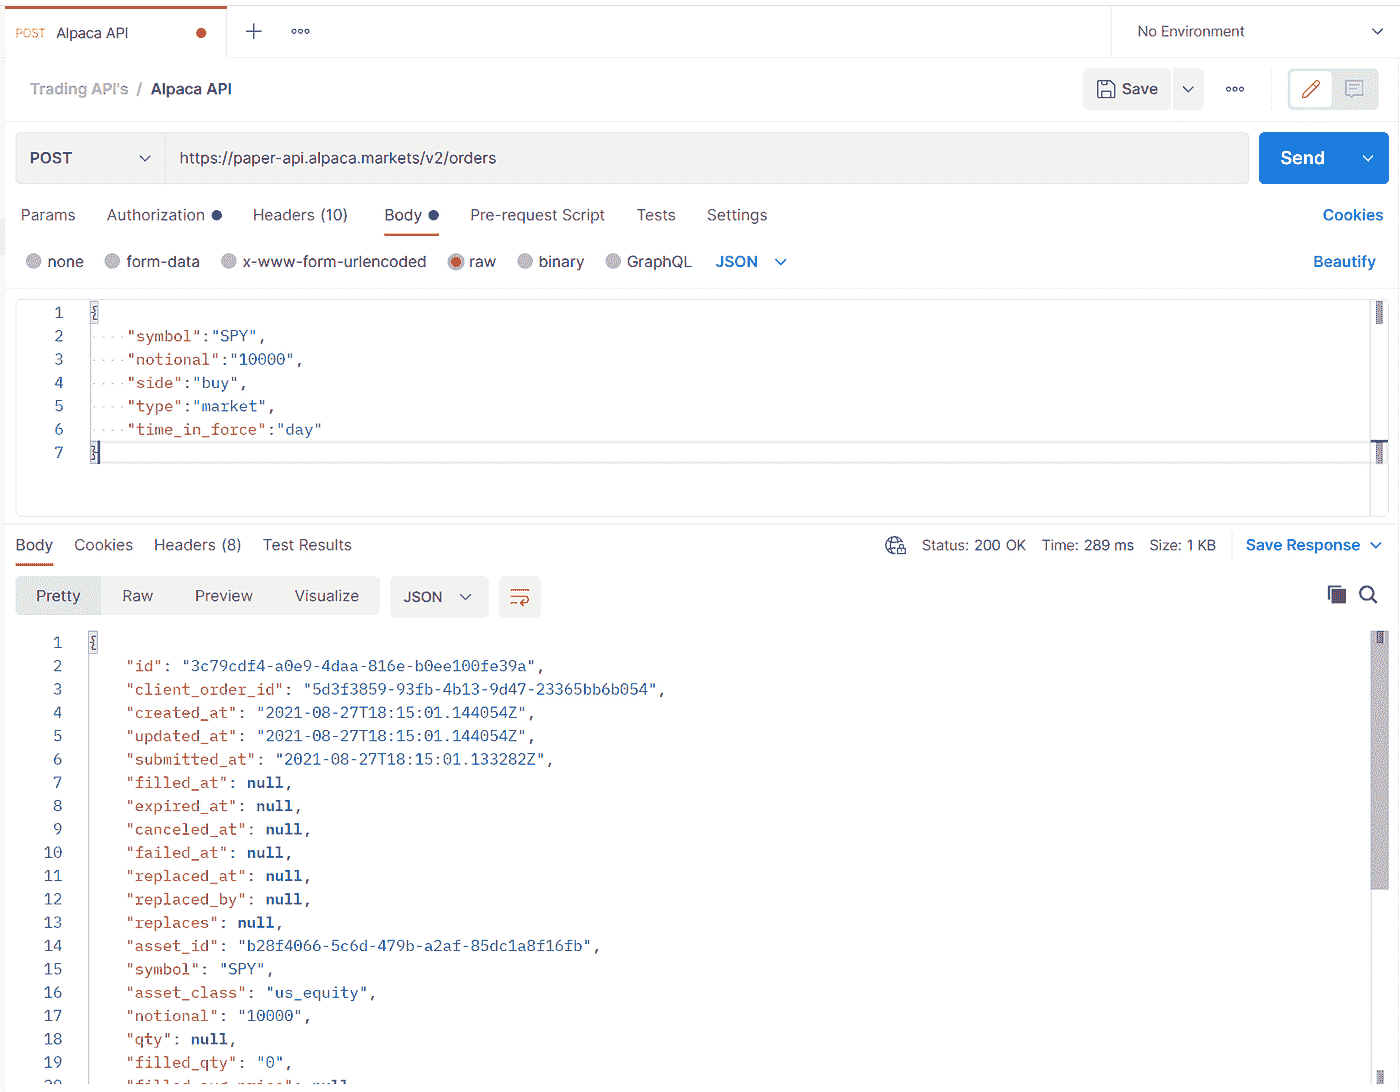 POST Alpaca API
No Environment
Trading API's / Alpaca API
Save
POST https://paper-api.alpaca.markets/v2/orders
Send
Params Authorization Headers (10) Body Pre-request Script Tests Settings
Cookies
none form-data x-www-form-urlencoded raw binary GraphQL JSON
Beautify
1 {
2 "symbol":"SPY",
3 "notional":"10000",
4 "side":"buy",
5 "type":"market",
6 "time_in_force":"day"
7 }
Body Cookies Headers (8) Test Results
Status: 200 OK Time: 289 ms Size: 1 KB Save Response
Pretty Raw Preview Visualize JSON
1 {
2 "id": "3c79cdf4-a0e9-4daa-816e-b0ee100fe39a",
3 "client_order_id": "5d3f3859-93fb-4b13-9d47-23365bb6b054",
4 "created_at": "2021-08-27T18:15:01.144054Z",
5 "updated_at": "2021-08-27T18:15:01.144054Z",
6 "submitted_at": "2021-08-27T18:15:01.133282Z",
7 "filled_at": null,
8 "expired_at": null,
9 "canceled_at": null,
10 "failed_at": null,
11 "replaced_at": null,
12 "replaced_by": null,
13 "replaces": null,
14 "asset_id": "b28f4066-5c6d-479b-a2af-85dc1a8f16fb",
15 "symbol": "SPY",
16 "asset_class": "us_equity",
17 "notional": "10000",
18 "qty": null,
19 "filled_qty": "0",